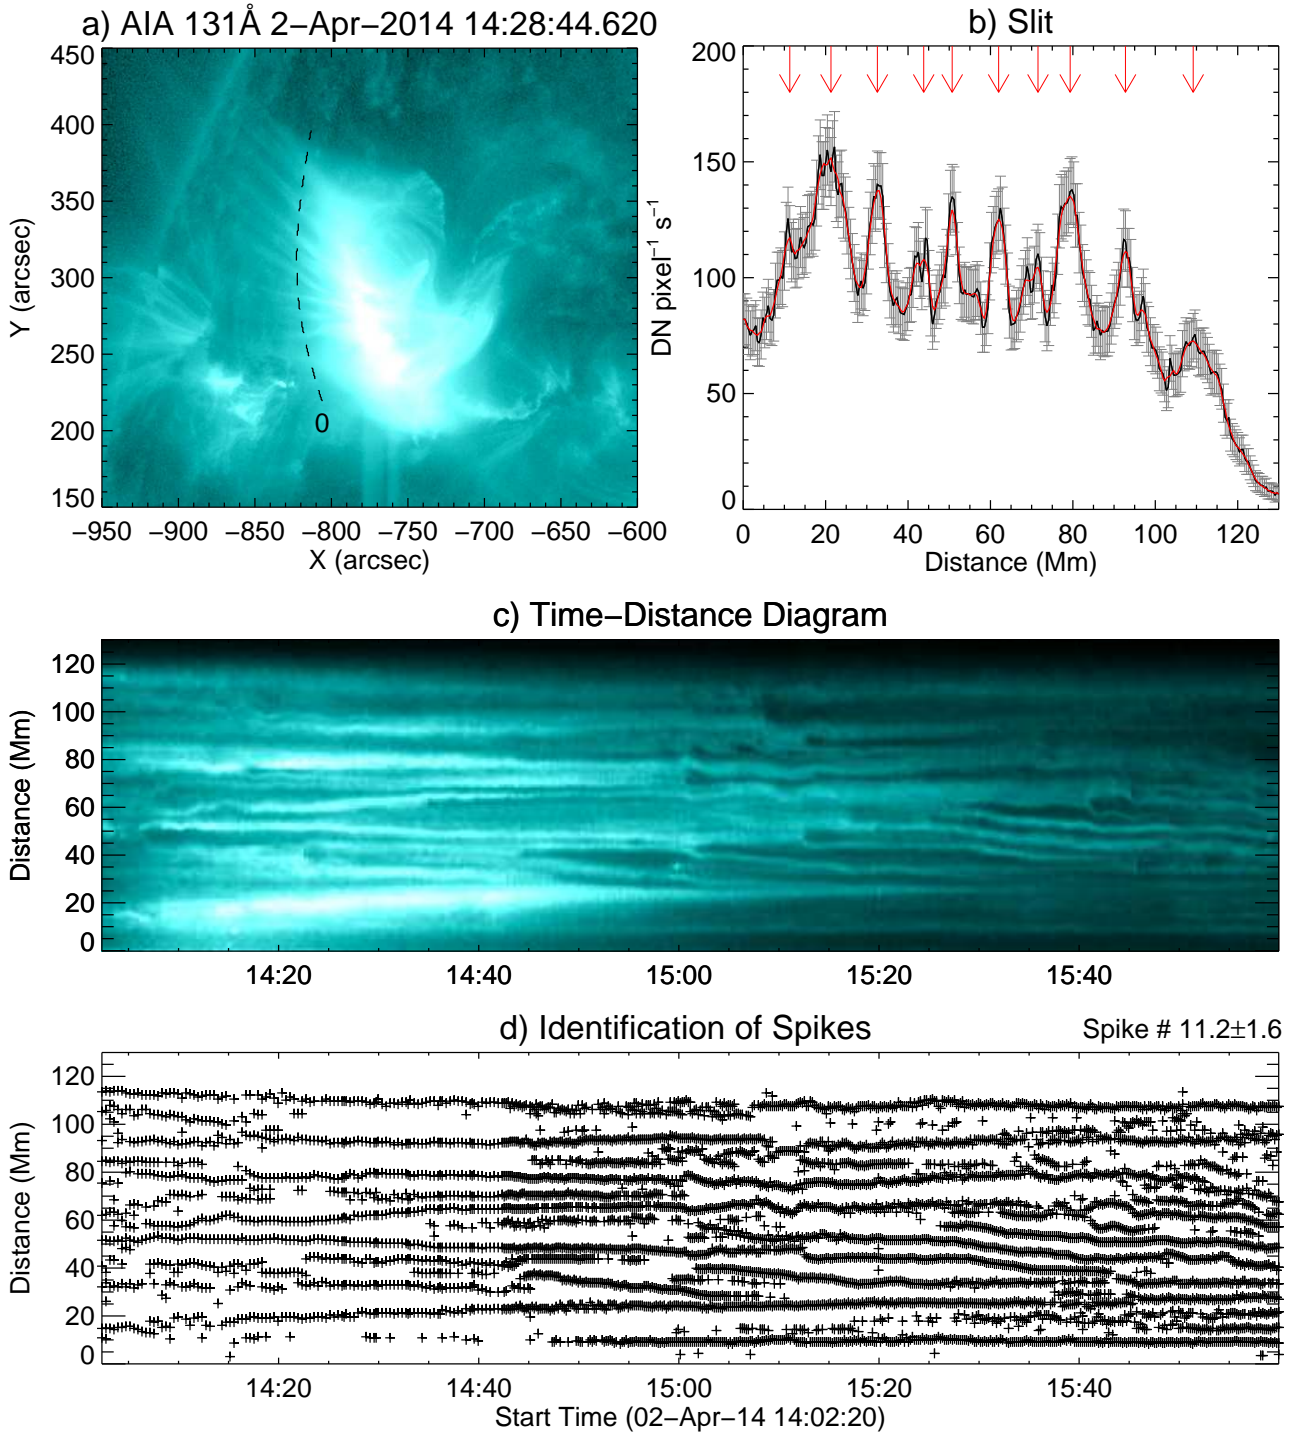 a) AIA 131Å 2−Apr−2014 14:28:44.620
450
400
350
300
250
200
150
Y (arcsec)
0
−950 −900 −850 −800 −750 −700 −650 −600
X (arcsec)
b) Slit
200
150
100
50
0
DN pixel⁻¹ s⁻¹
0 20 40 60 80 100 120
Distance (Mm)
c) Time−Distance Diagram
120
100
80
60
40
20
0
Distance (Mm)
14:20 14:40 15:00 15:20 15:40
d) Identification of Spikes
Spike # 11.2±1.6
120
100
80
60
40
20
0
Distance (Mm)
14:20 14:40 15:00 15:20 15:40
Start Time (02−Apr−14 14:02:20)